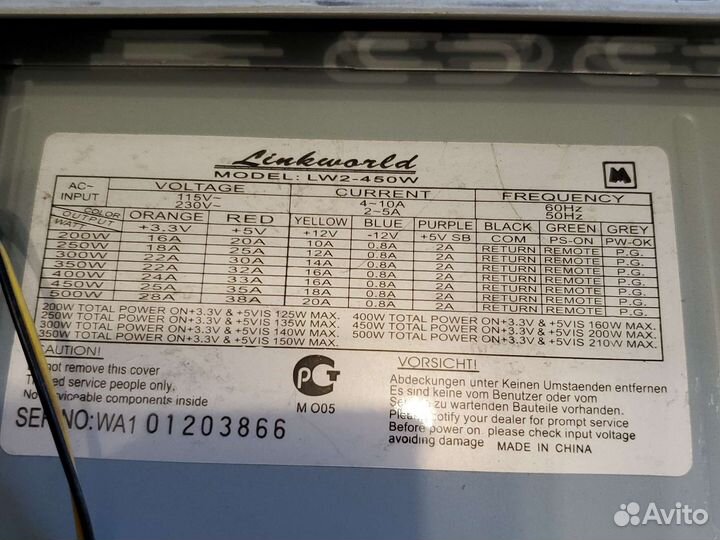 Linkworld
MODEL: LW2-450W
M
AC-INPUT VOLTAGE CURRENT FREQUENCY
115V~ 4-10A 60Hz
230V~ 2-5A 50Hz
COLOR OUTPUT WATT ORANGE RED YELLOW BLUE PURPLE BLACK GREEN GREY
+3.3V +5V +12V -12V +5V SB COM PS-ON PW-OK
200W 16A 20A 10A 0.8A 2A RETURN REMOTE P.G.
250W 18A 25A 12A 0.8A 2A RETURN REMOTE P.G.
300W 22A 30A 14A 0.8A 2A RETURN REMOTE P.G.
350W 22A 32A 16A 0.8A 2A RETURN REMOTE P.G.
400W 24A 33A 16A 0.8A 2A RETURN REMOTE P.G.
450W 25A 35A 18A 0.8A 2A RETURN REMOTE P.G.
500W 28A 38A 20A 0.8A 2A RETURN REMOTE P.G.
200W TOTAL POWER ON+3.3V & +5VIS 125W MAX.
250W TOTAL POWER ON+3.3V & +5VIS 135W MAX.
300W TOTAL POWER ON+3.3V & +5VIS 140W MAX.
350W TOTAL POWER ON+3.3V & +5VIS 150W MAX.
400W TOTAL POWER ON+3.3V & +5VIS 160W MAX.
450W TOTAL POWER ON+3.3V & +5VIS 200W MAX.
500W TOTAL POWER ON+3.3V & +5VIS 210W MAX.
CAUTION!
not remove this cover
Trained service people only.
No serviceable components inside
SER NO: WA1 01203866
РСТ
M O05
VORSICHT!
Abdeckungen unter Keinen Umstaenden entfernen
Es sind keine vom Benutzer oder vom
Besitzer zu wartenden Bauteile vorhanden.
Please notify your dealer for prompt service
Before power on, please check input voltage
avoiding damage MADE IN CHINA
Avito